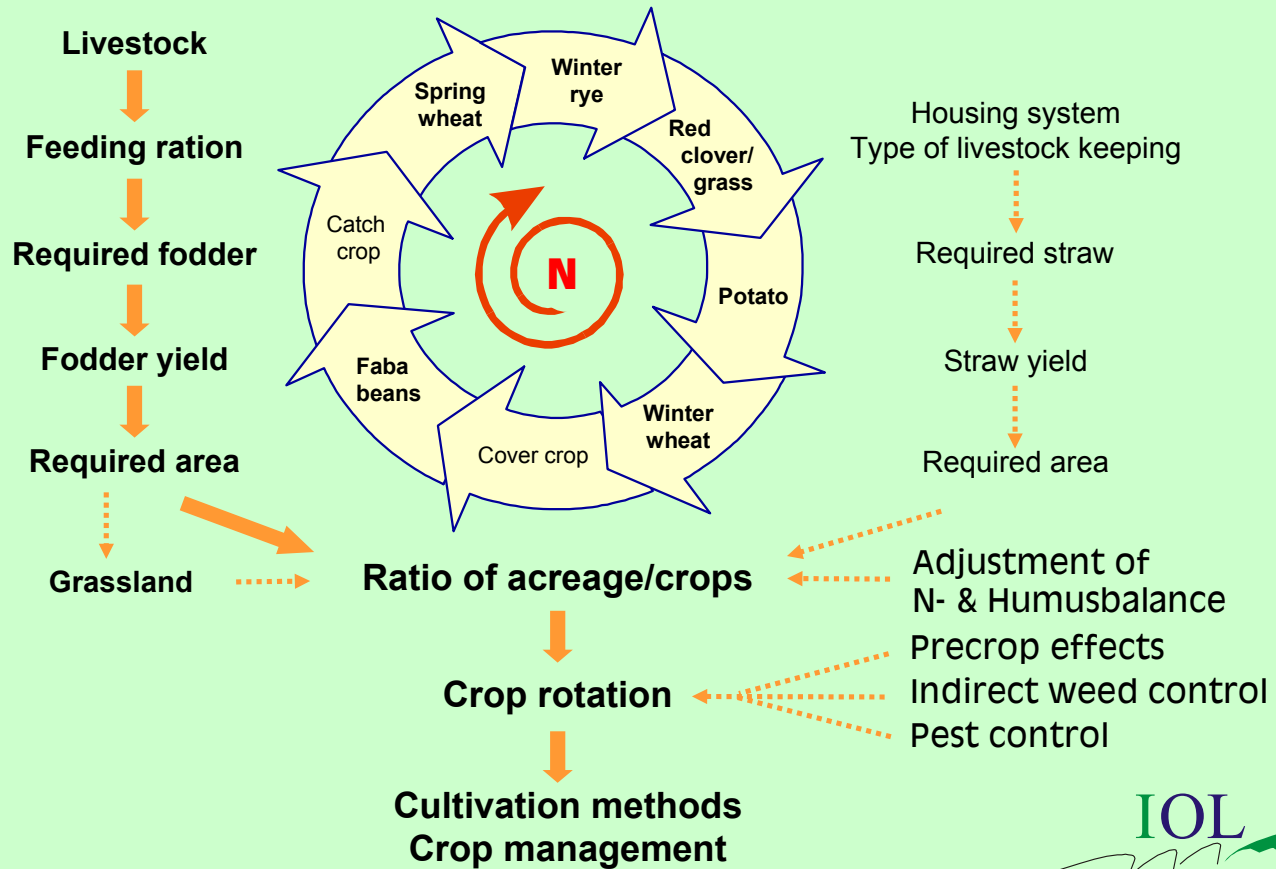 Livestock
Feeding ration
Required fodder
Fodder yield
Required area
Grassland
Spring
wheat
Winter
rye
Red
clover/
grass
Potato
Winter
wheat
Cover crop
Faba
beans
Catch
crop
N
Housing system
Type of livestock keeping
Required straw
Straw yield
Required area
Ratio of acreage/crops
Adjustment of
N- & Humusbalance
Precrop effects
Indirect weed control
Pest control
Crop rotation
Cultivation methods
Crop management
IOL